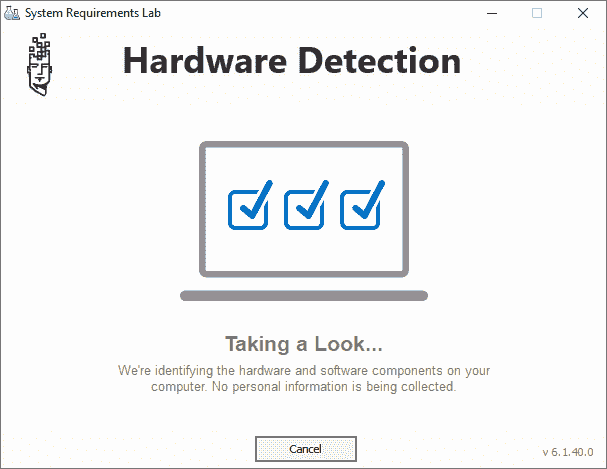 System Requirements Lab
Hardware Detection
Taking a Look...
We're identifying the hardware and software components on your
computer. No personal information is being collected.
Cancel
v 6.1.40.0